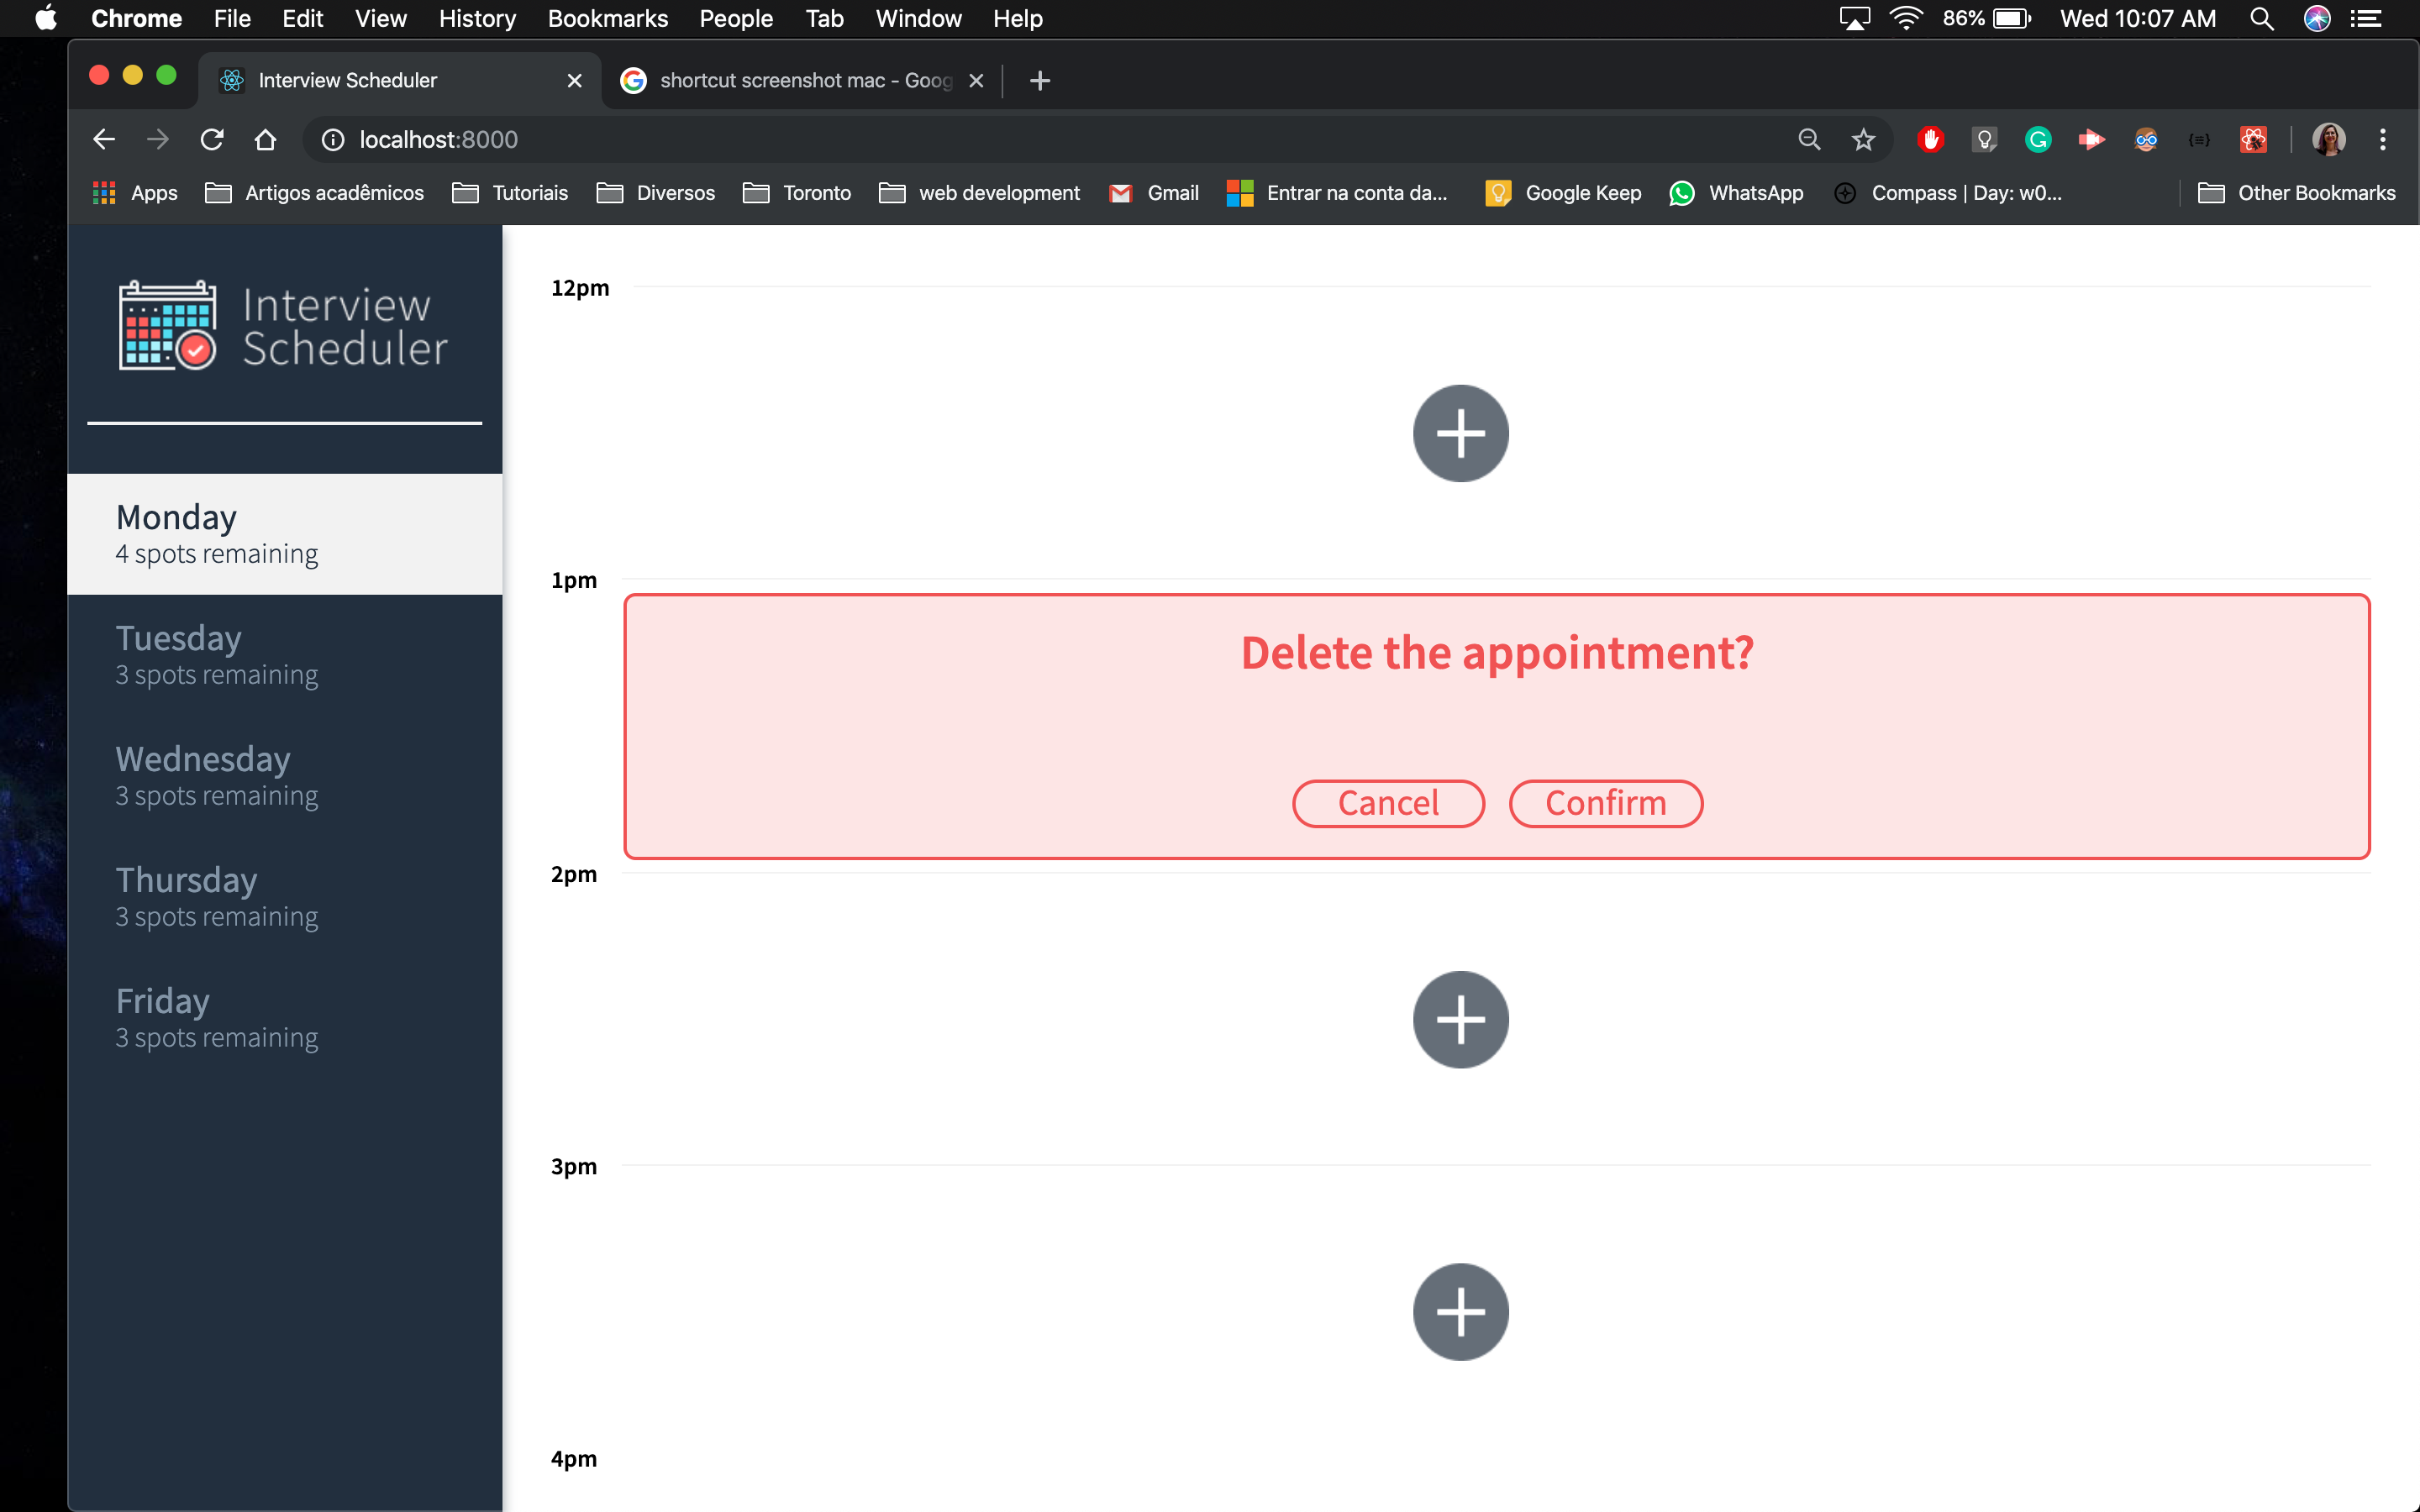 Chrome File Edit View History Bookmarks People Tab Window Help 86% Wed 10:07 AM
Interview Scheduler shortcut screenshot mac - Goog
localhost:8000
Apps Artigos acadêmicos Tutoriais Diversos Toronto web development Gmail Entrar na conta da... Google Keep WhatsApp Compass | Day: w0... Other Bookmarks
Interview
Scheduler
Monday
4 spots remaining
Tuesday
3 spots remaining
Wednesday
3 spots remaining
Thursday
3 spots remaining
Friday
3 spots remaining
12pm
1pm
Delete the appointment?
Cancel Confirm
2pm
3pm
4pm